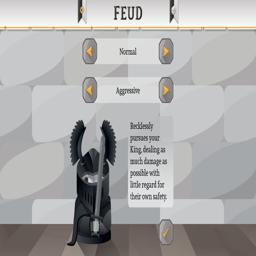 FEUD
Normal
Aggressive
Recklessly
pursues your
King, dealing as
much damage as
possible with
little regard for
their own safety.